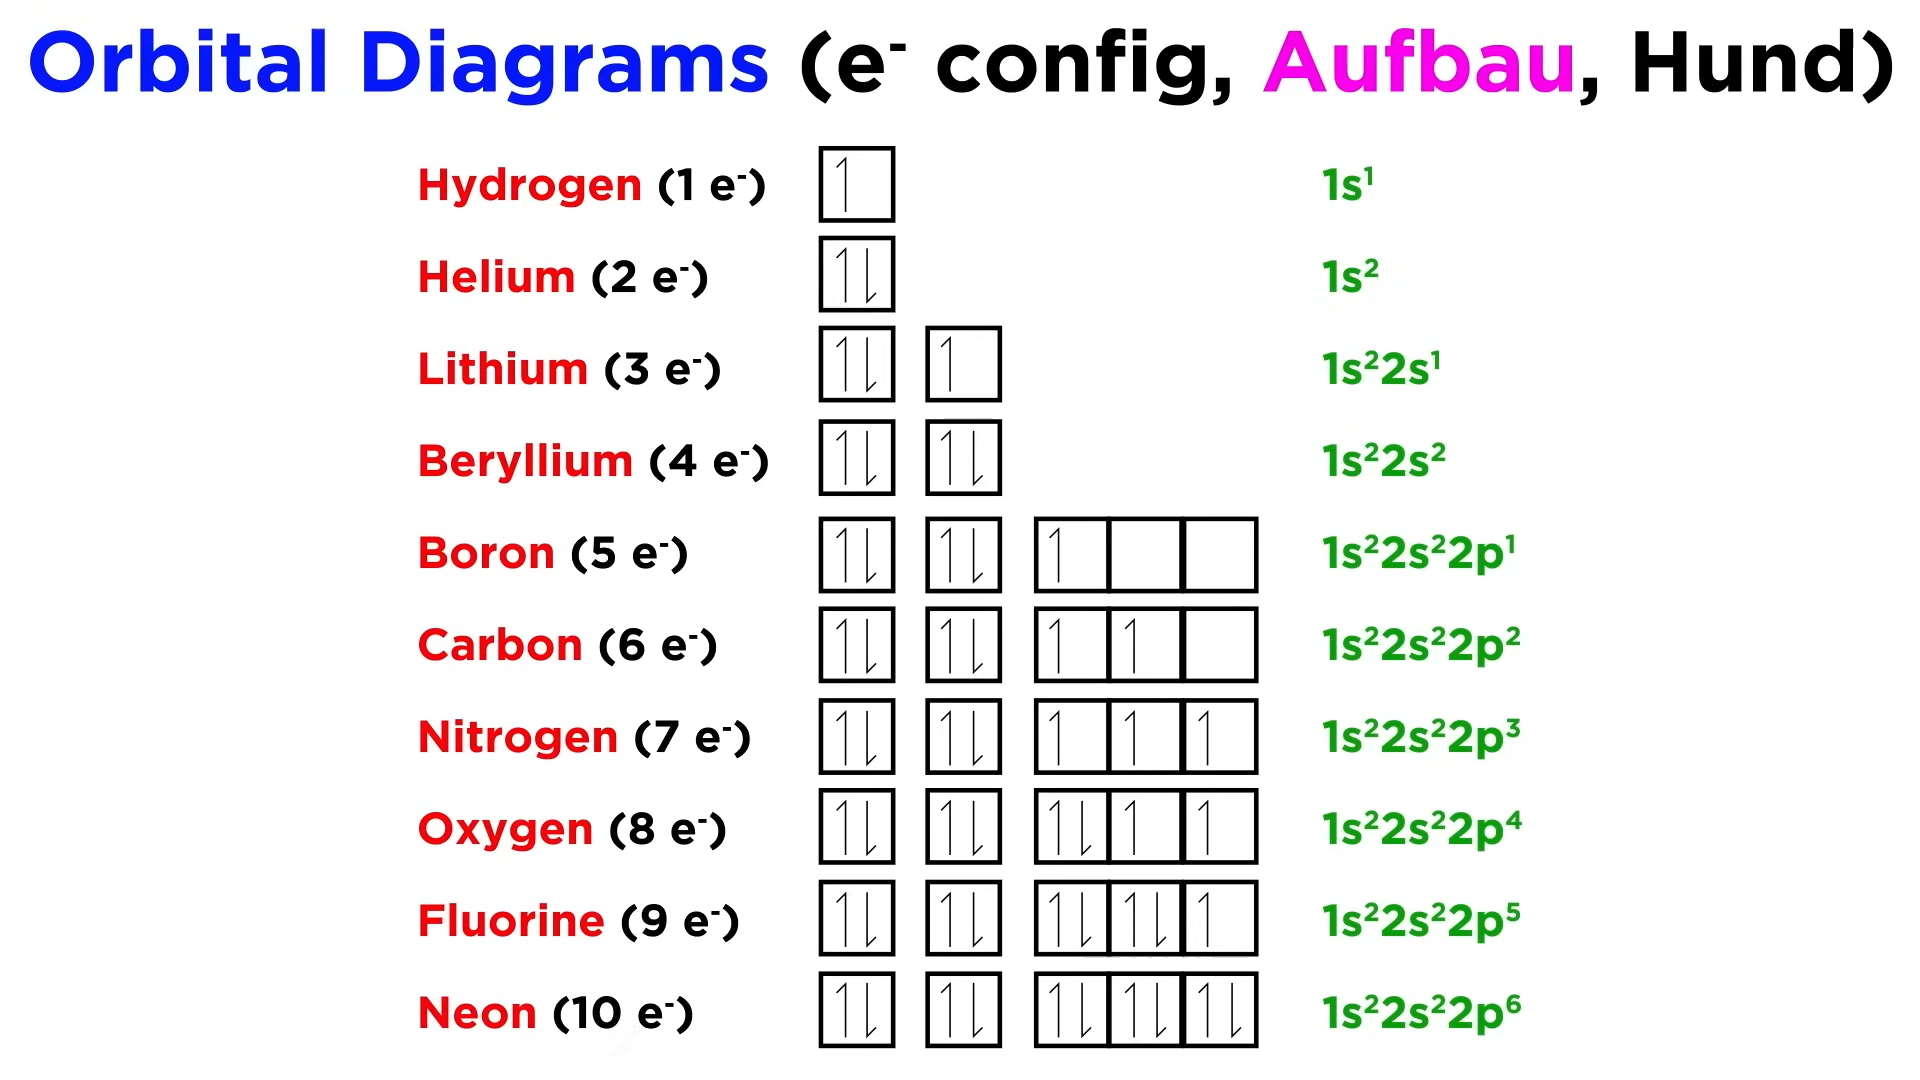 Orbital Diagrams (e⁻ config, Aufbau, Hund)
Hydrogen (1 e⁻) 1s¹
Helium (2 e⁻) 1s²
Lithium (3 e⁻) 1s²2s¹
Beryllium (4 e⁻) 1s²2s²
Boron (5 e⁻) 1s²2s²2p¹
Carbon (6 e⁻) 1s²2s²2p²
Nitrogen (7 e⁻) 1s²2s²2p³
Oxygen (8 e⁻) 1s²2s²2p⁴
Fluorine (9 e⁻) 1s²2s²2p⁵
Neon (10 e⁻) 1s²2s²2p⁶